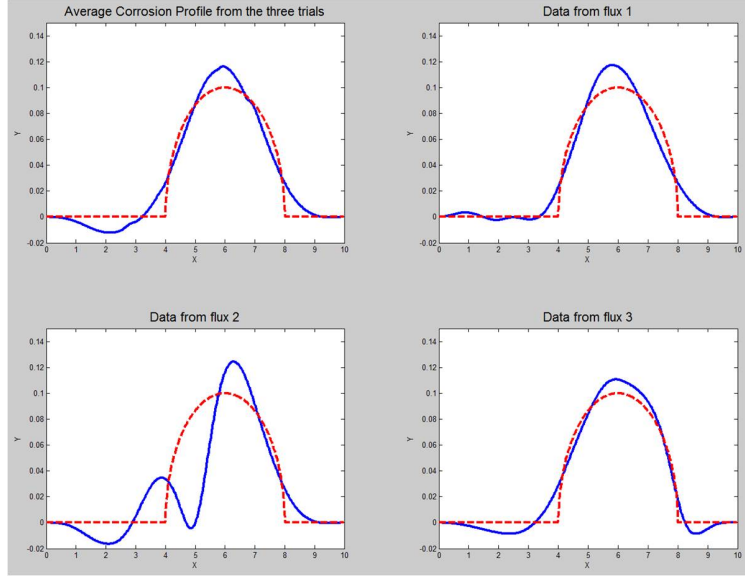 Average Corrosion Profile from the three trials
0.14
0.12
0.1
0.08
0.06
0.04
0.02
0
-0.02
Y
0 1 2 3 4 5 6 7 8 9 10
X
Data from flux 1
0.14
0.12
0.1
0.08
0.06
0.04
0.02
0
-0.02
Y
0 1 2 3 4 5 6 7 8 9 10
X
Data from flux 2
0.14
0.12
0.1
0.08
0.06
0.04
0.02
0
-0.02
Y
0 1 2 3 4 5 6 7 8 9 10
X
Data from flux 3
0.14
0.12
0.1
0.08
0.06
0.04
0.02
0
-0.02
Y
0 1 2 3 4 5 6 7 8 9 10
X